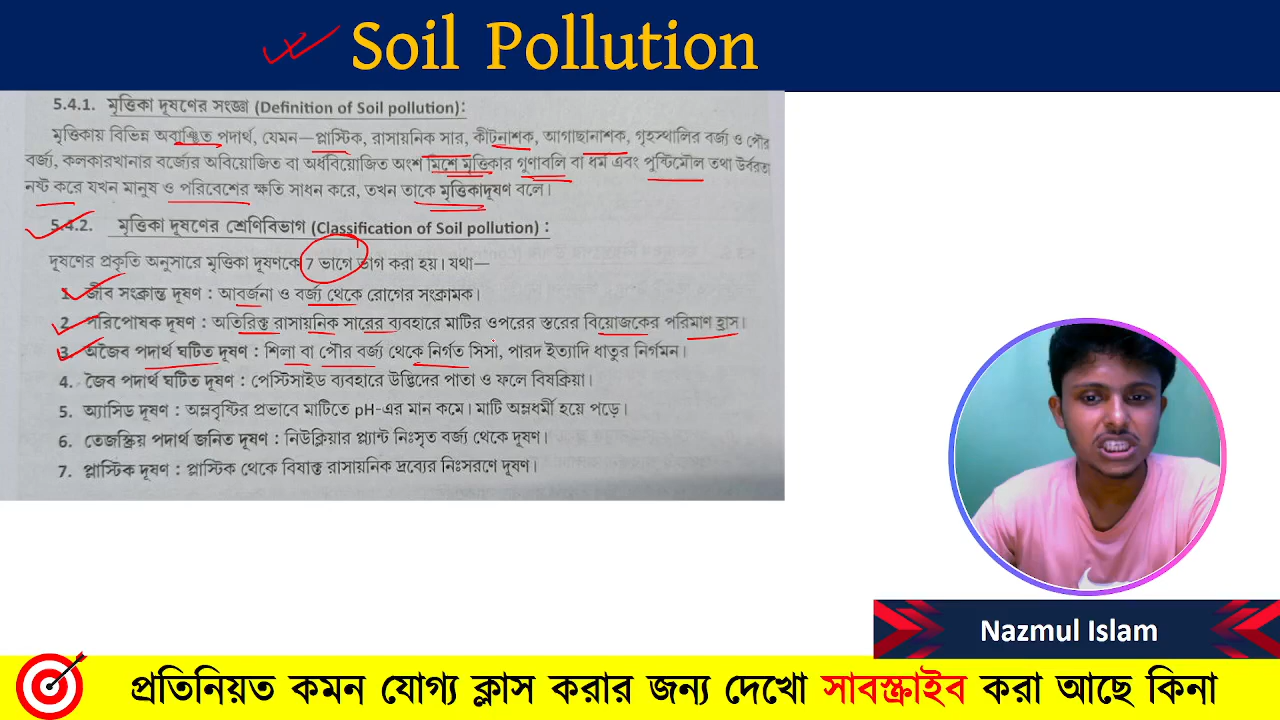 Soil Pollution
5.4.1. মৃত্তিকা দূষণের সংজ্ঞা (Definition of Soil pollution):
মৃত্তিকায় বিভিন্ন অবাঞ্ছিত পদার্থ, যেমন—প্লাস্টিক, রাসায়নিক সার, কীটনাশক, আগাছানাশক, গৃহস্থালির বর্জ্য ও পৌর
বর্জ্য, কলকারখানার বর্জ্যের অবিয়োজিত বা অর্ধবিয়োজিত অংশ মিশে মৃত্তিকার গুণাবলি বা ধর্ম এবং পুষ্টিমৌল তথা উর্বরতা
নষ্ট করে যখন মানুষ ও পরিবেশের ক্ষতি সাধন করে, তখন তাকে মৃত্তিকাদূষণ বলে।
5.4.2. মৃত্তিকা দূষণের শ্রেণিবিভাগ (Classification of Soil pollution) :
দূষণের প্রকৃতি অনুসারে মৃত্তিকা দূষণকে 7 ভাগে ভাগ করা হয়। যথা—
1. জীব সংক্রান্ত দূষণ : আবর্জনা ও বর্জ্য থেকে রোগের সংক্রামক।
2. পরিপোষক দূষণ : অতিরিক্ত রাসায়নিক সারের ব্যবহারে মাটির ওপরের স্তরের বিয়োজকের পরিমাণ হ্রাস।
3. অজৈব পদার্থ ঘটিত দূষণ : শিলা বা পৌর বর্জ্য থেকে নির্গত সিসা, পারদ ইত্যাদি ধাতুর নির্গমন।
4. জৈব পদার্থ ঘটিত দূষণ : পেস্টিসাইড ব্যবহারে উদ্ভিদের পাতা ও ফলে বিষক্রিয়া।
5. অ্যাসিড দূষণ : অম্লবৃষ্টির প্রভাবে মাটিতে pH-এর মান কমে। মাটি অম্লধর্মী হয়ে পড়ে।
6. তেজস্ক্রিয় পদার্থ জনিত দূষণ : নিউক্লিয়ার প্ল্যান্ট নিঃসৃত বর্জ্য থেকে দূষণ।
7. প্লাস্টিক দূষণ : প্লাস্টিক থেকে বিষাক্ত রাসায়নিক দ্রব্যের নিঃসরণে দূষণ।
Nazmul Islam
প্রতিনিয়ত কমন যোগ্য ক্লাস করার জন্য দেখো সাবস্ক্রাইব করা আছে কিনা